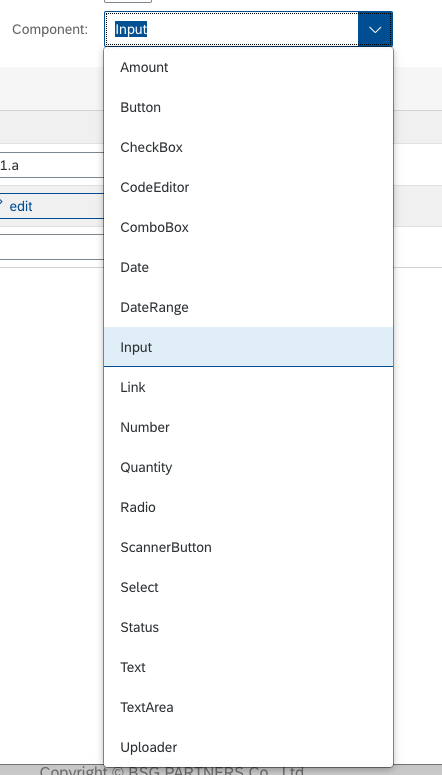 Component:
Input
Amount
Button
CheckBox
1.a
CodeEditor
edit
ComboBox
Date
DateRange
Input
Link
Number
Quantity
Radio
ScannerButton
Select
Status
Text
TextArea
Uploader
Copyright © BSG PARTNERS Co., Ltd